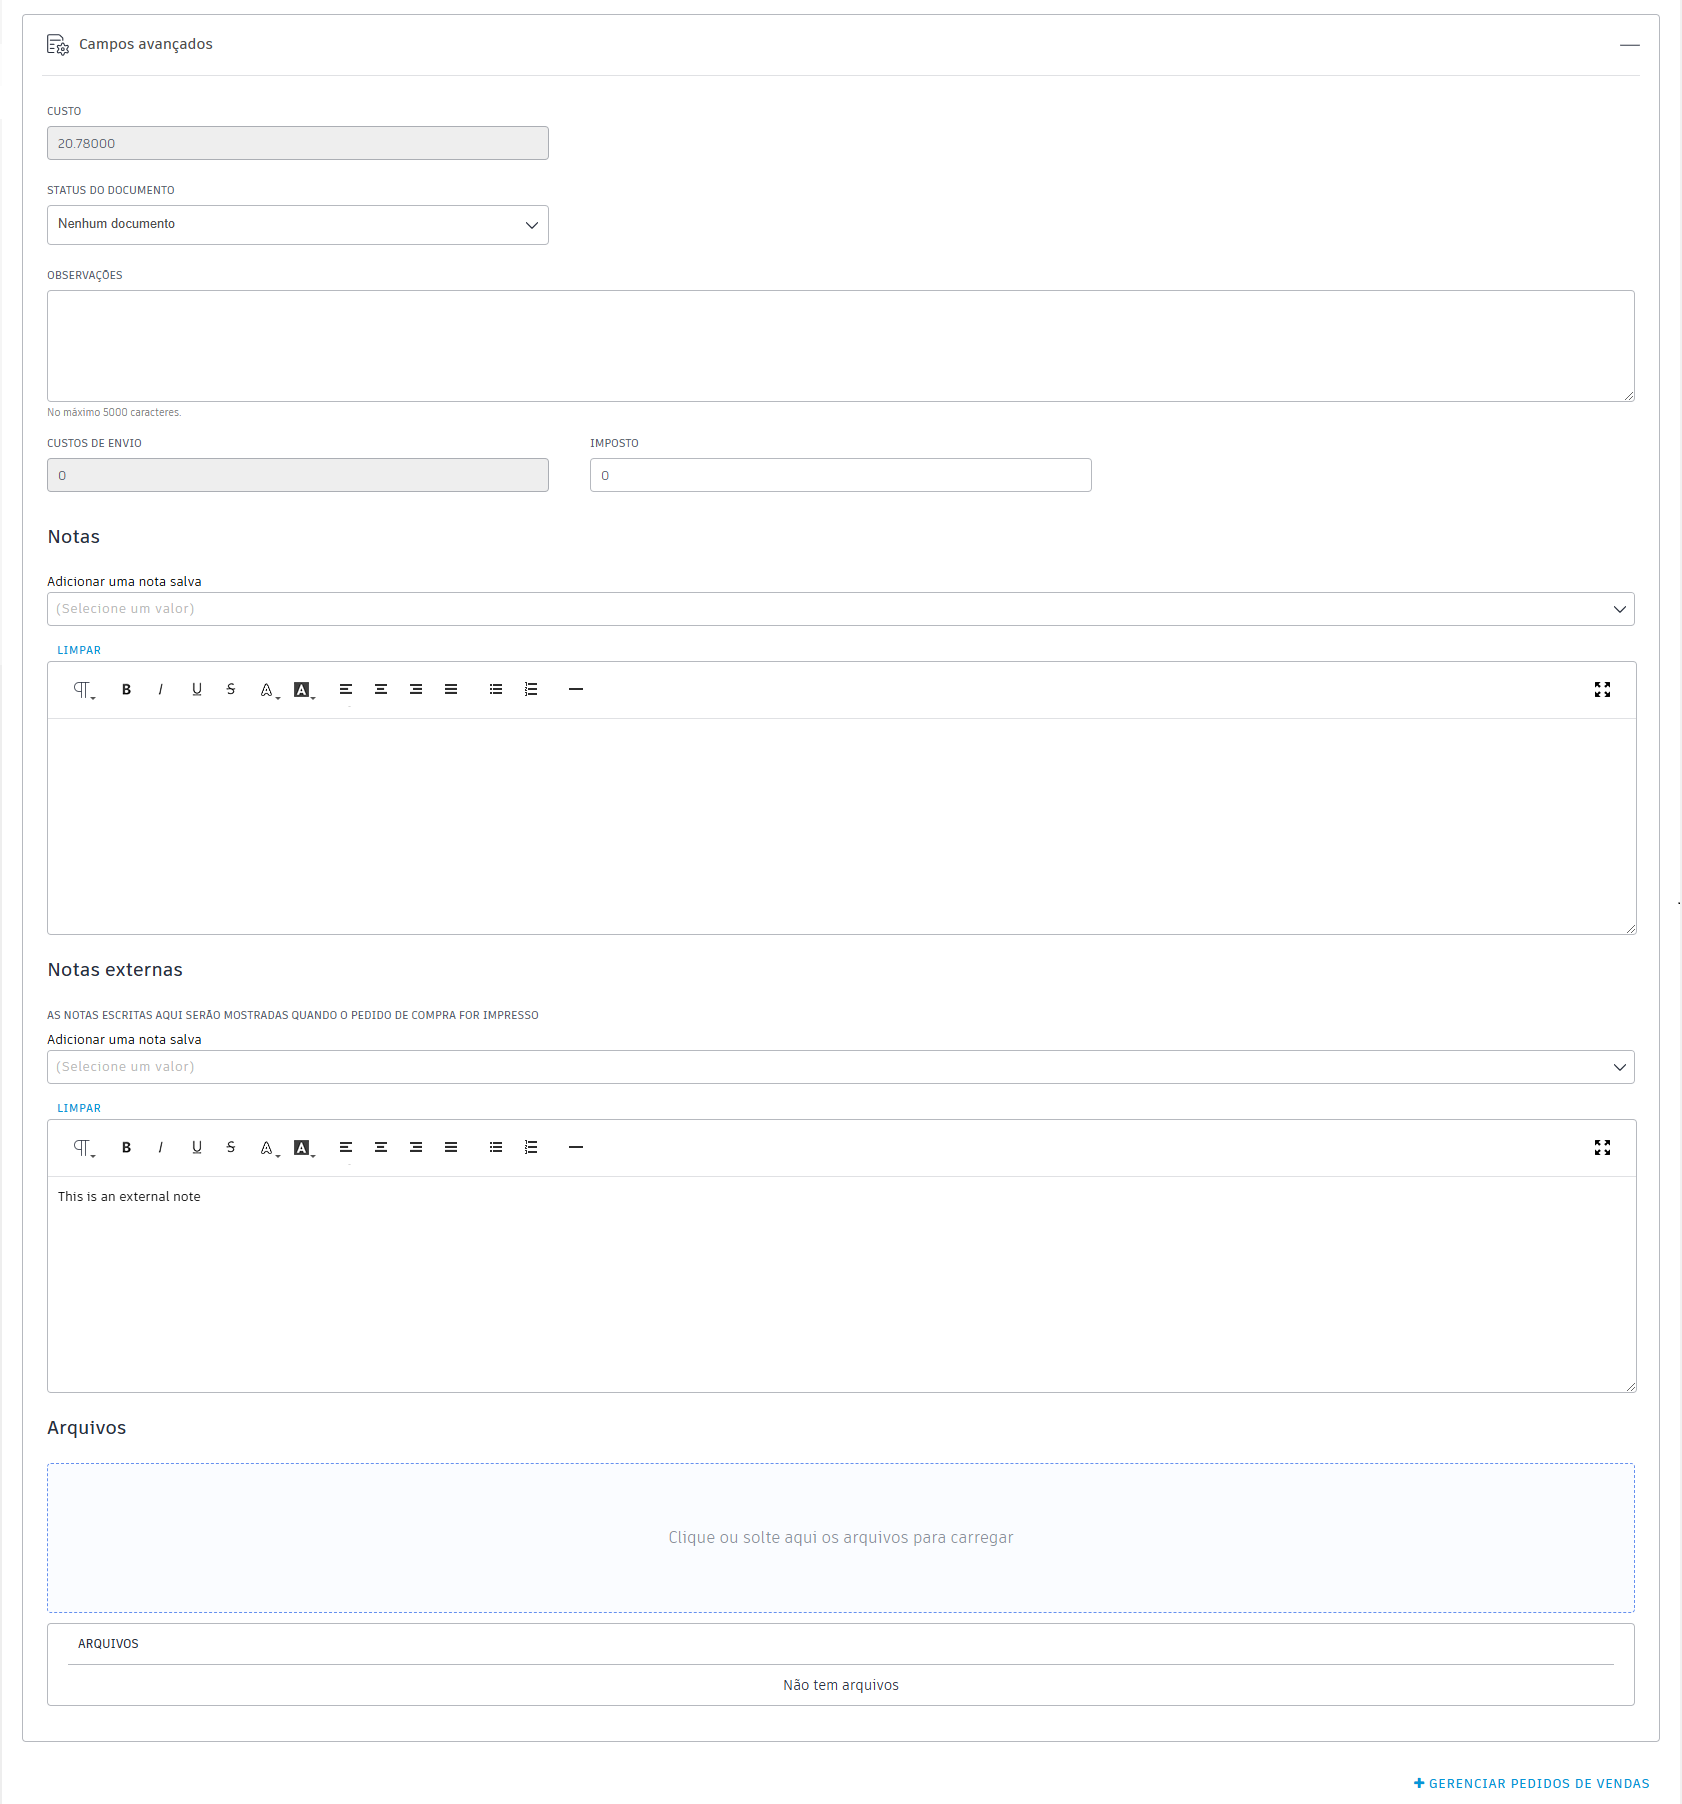 Campos avançados
CUSTO
20.78000
STATUS DO DOCUMENTO
Nenhum documento
OBSERVAÇÕES
No máximo 5000 caracteres.
CUSTOS DE ENVIO
IMPOSTO
0
0
Notas
Adicionar uma nota salva
(Selecione um valor)
LIMPAR
Notas externas
AS NOTAS ESCRITAS AQUI SERÃO MOSTRADAS QUANDO O PEDIDO DE COMPRA FOR IMPRESSO
Adicionar uma nota salva
(Selecione um valor)
LIMPAR
This is an external note
Arquivos
Clique ou solte aqui os arquivos para carregar
ARQUIVOS
Não tem arquivos
+ GERENCIAR PEDIDOS DE VENDAS